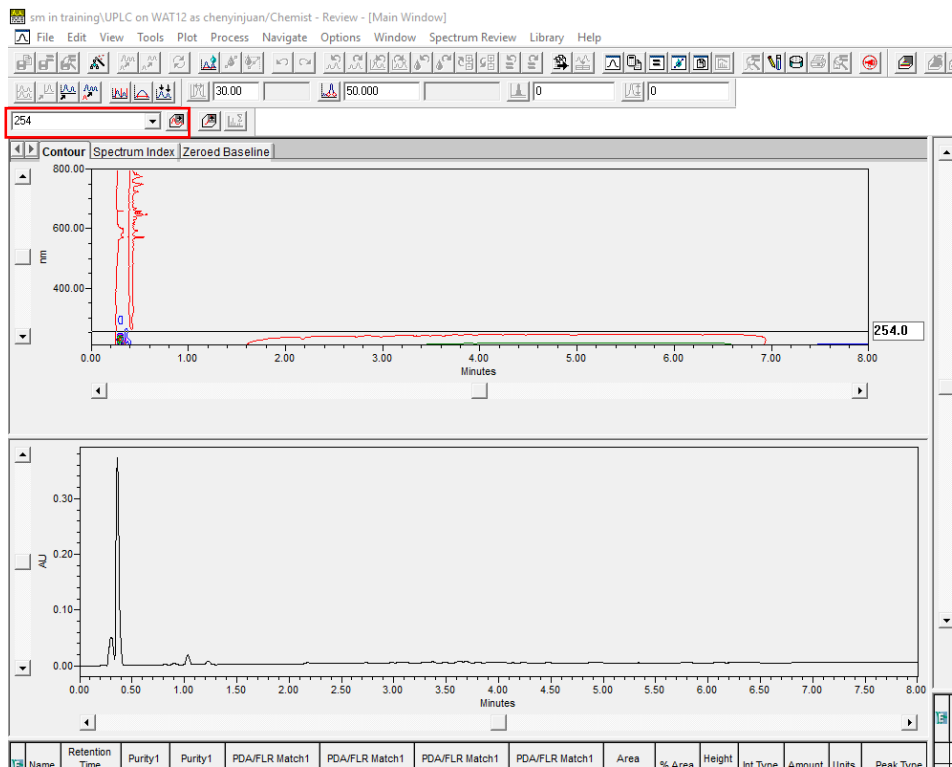 sm in training\UPLC on WAT12 as chenyinjuan/Chemist - Review - [Main Window]
File Edit View Tools Plot Process Navigate Options Window Spectrum Review Library Help
30.00 50.000 0 0
254
Contour Spectrum Index Zeroed Baseline
800.00
600.00
nm
400.00
254.0
0.00 1.00 2.00 3.00 4.00 5.00 6.00 7.00 8.00
Minutes
0.30
0.20
AU
0.10
0.00
0.00 0.50 1.00 1.50 2.00 2.50 3.00 3.50 4.00 4.50 5.00 5.50 6.00 6.50 7.00 7.50 8.00
Minutes
Name Retention Time Purity1 Purity1 PDA/FLR Match1 PDA/FLR Match1 PDA/FLR Match1 PDA/FLR Match1 Area % Area Height Int Type Amount Units Peak Type